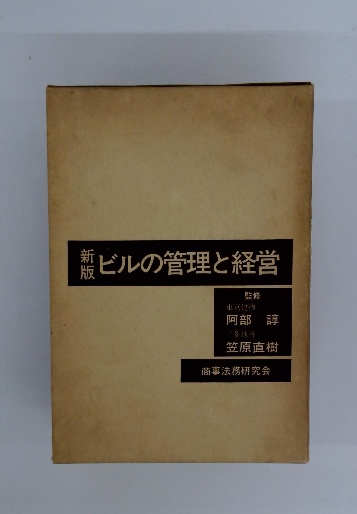 新版 ビルの管理と経営
監修
阿部 諄
笠原直樹
商事法務研究会